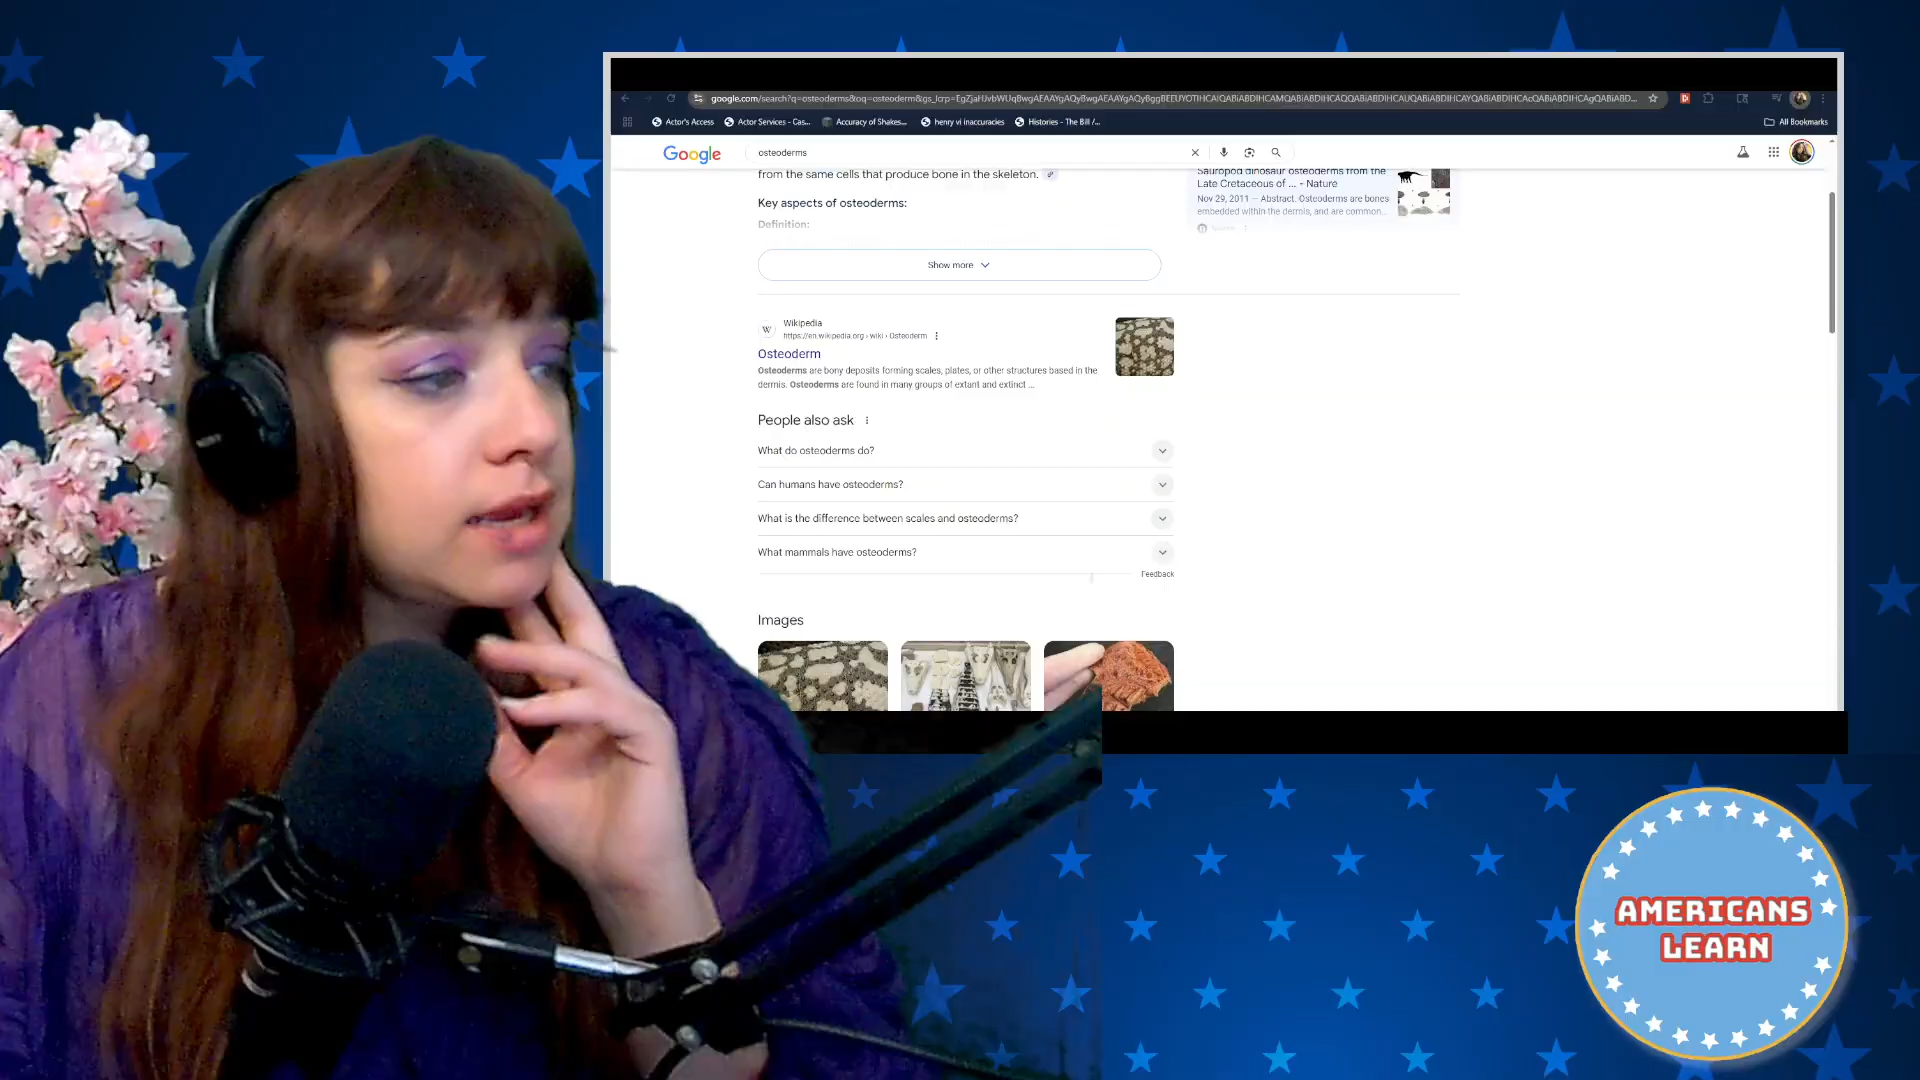 google.com/search?q=osteoderms&oq=osteoderm&gs_lcrp=
Actor's Access
Actor Services - Cas...
Accuracy of Shakes...
henry vi inaccuracies
Histories - The Bill /...
All Bookmarks
Google
osteoderms
from the same cells that produce bone in the skeleton.
Key aspects of osteoderms:
Definition:
Show more
Sauropod dinosaur osteoderms from the
Late Cretaceous of ... - Nature
Nov 29, 2011 — Abstract. Osteoderms are bones
embedded within the dermis, and are common...
W
Wikipedia
https://en.wikipedia.org › wiki › Osteoderm
Osteoderm
Osteoderms are bony deposits forming scales, plates, or other structures based in the
dermis. Osteoderms are found in many groups of extant and extinct ...
People also ask
What do osteoderms do?
Can humans have osteoderms?
What is the difference between scales and osteoderms?
What mammals have osteoderms?
Feedback
Images
AMERICANS
LEARN